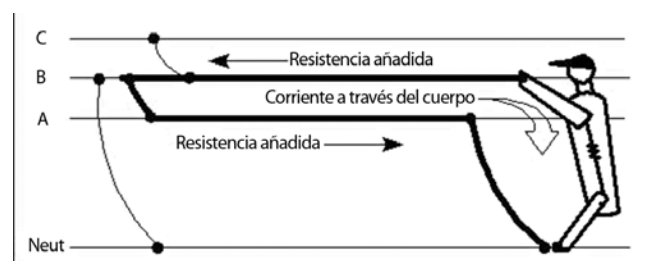 C
Resistencia añadida
B
Corriente a través del cuerpo
A
Resistencia añadida
Neut